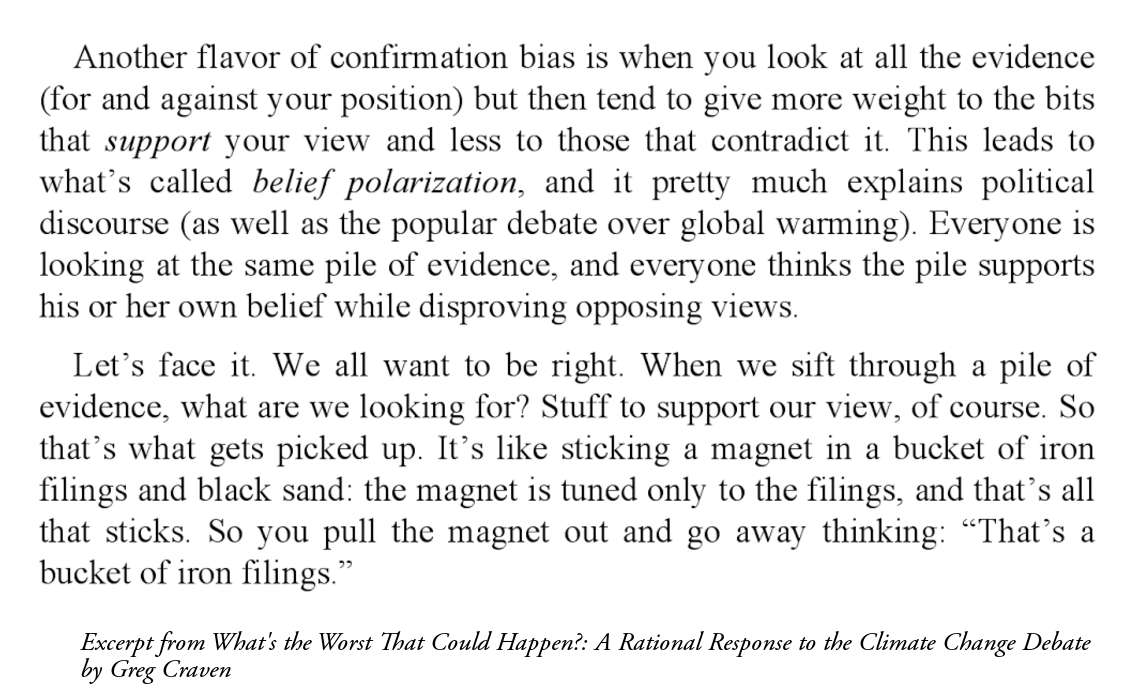 Another flavor of confirmation bias is when you look at all the evidence
(for and against your position) but then tend to give more weight to the bits
that support your view and less to those that contradict it. This leads to
what’s called belief polarization, and it pretty much explains political
discourse (as well as the popular debate over global warming). Everyone is
looking at the same pile of evidence, and everyone thinks the pile supports
his or her own belief while disproving opposing views.
Let’s face it. We all want to be right. When we sift through a pile of
evidence, what are we looking for? Stuff to support our view, of course. So
that’s what gets picked up. It’s like sticking a magnet in a bucket of iron
filings and black sand: the magnet is tuned only to the filings, and that’s all
that sticks. So you pull the magnet out and go away thinking: “That’s a
bucket of iron filings.”
Excerpt from What's the Worst That Could Happen?: A Rational Response to the Climate Change Debate
by Greg Craven